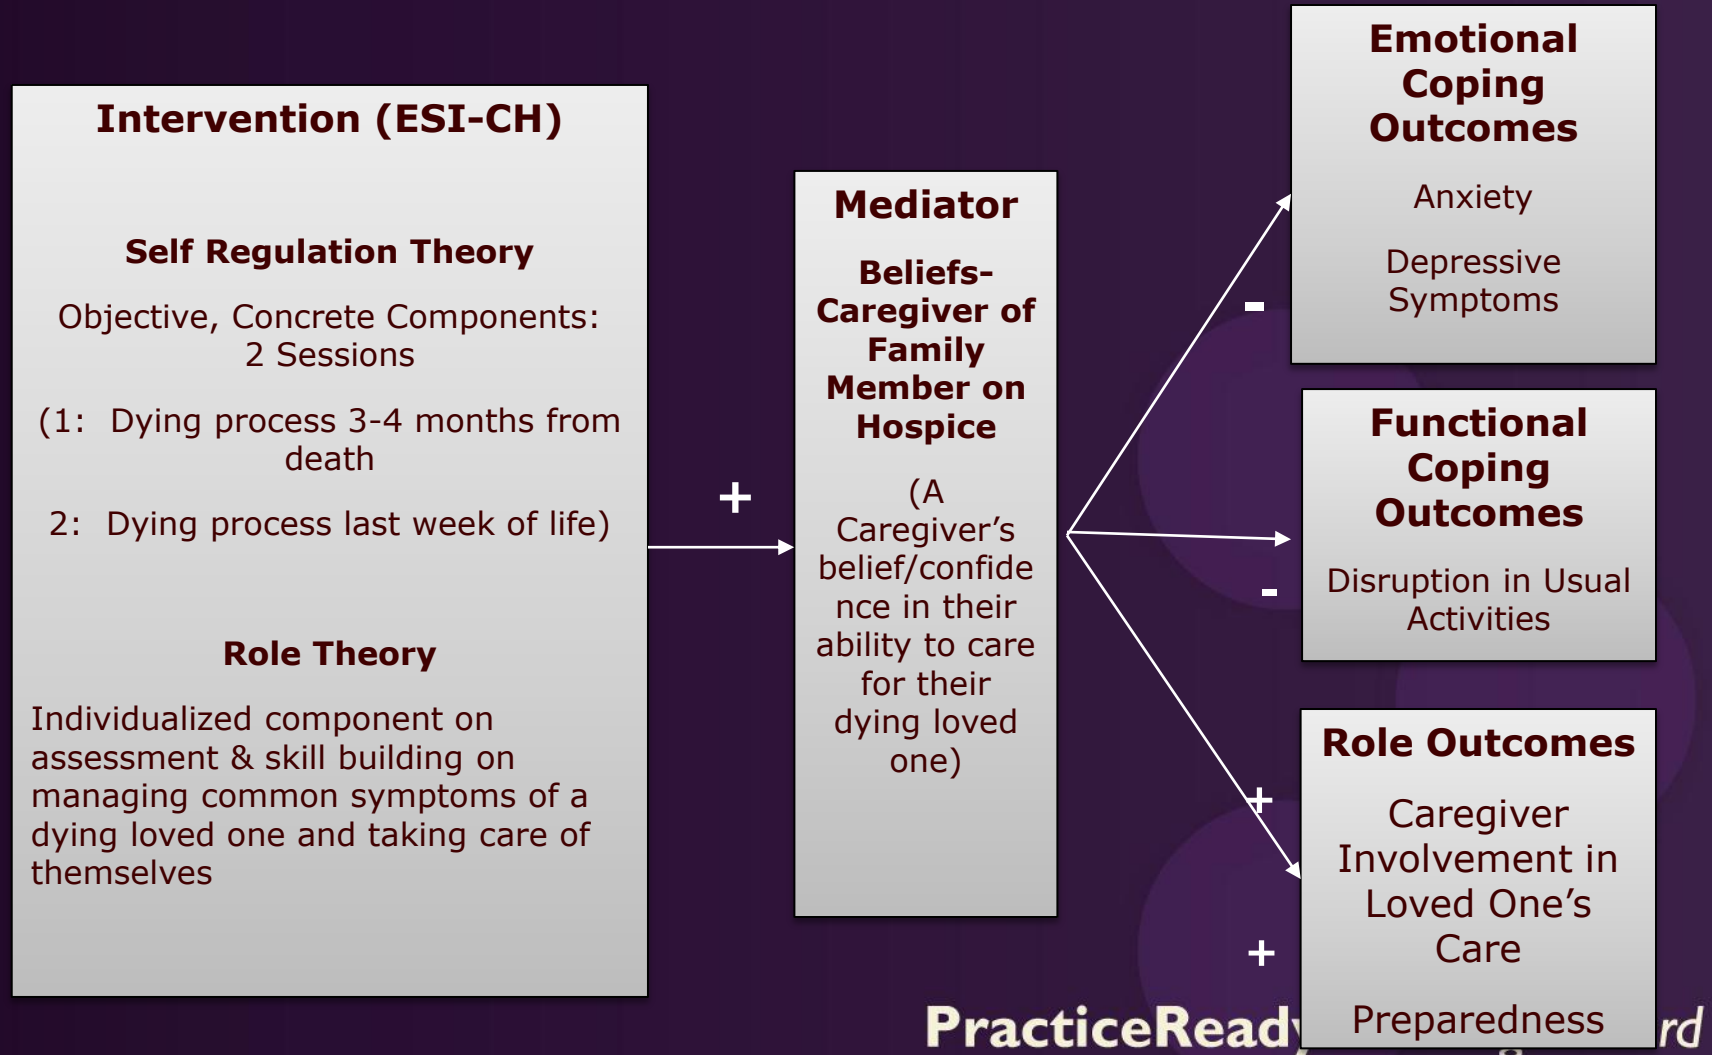 Intervention (ESI-CH)
Self Regulation Theory
Objective, Concrete Components:
2 Sessions
(1:  Dying process 3-4 months from
death
2:  Dying process last week of life)
Role Theory
Individualized component on
assessment & skill building on
managing common symptoms of a
dying loved one and taking care of
themselves
+
Mediator
Beliefs-
Caregiver of
Family
Member on
Hospice
(A
Caregiver’s
belief/confide
nce in their
ability to care
for their
dying loved
one)
Emotional
Coping
Outcomes
Anxiety
Depressive
Symptoms
-
Functional
Coping
Outcomes
Disruption in Usual
Activities
-
Role Outcomes
Caregiver
Involvement in
Loved One’s
Care
Preparedness
+
+
PracticeReady